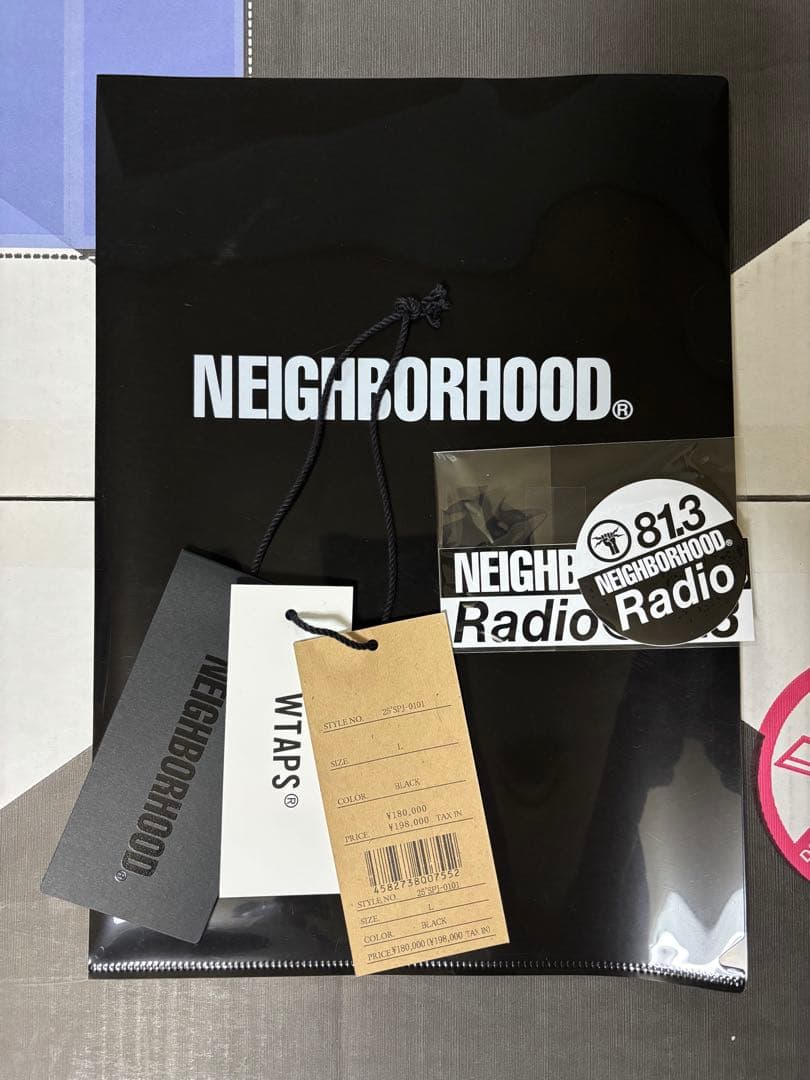 NEIGHBORHOOD®
81.3
NEIGHBORHOOD®
Radio
NEIGHB
Radio
3
NEIGHBORHOOD®
WTAPS®
STYLE NO. 25'SPJ-0101
SIZE L
COLOR BLACK
¥180,000
PRICE ¥198,000 TAX IN
4582738007552
STYLE NO. 25'SPJ-0101
SIZE L
COLOR BLACK
PRICE ¥180,000 (¥198,000 TAX IN)